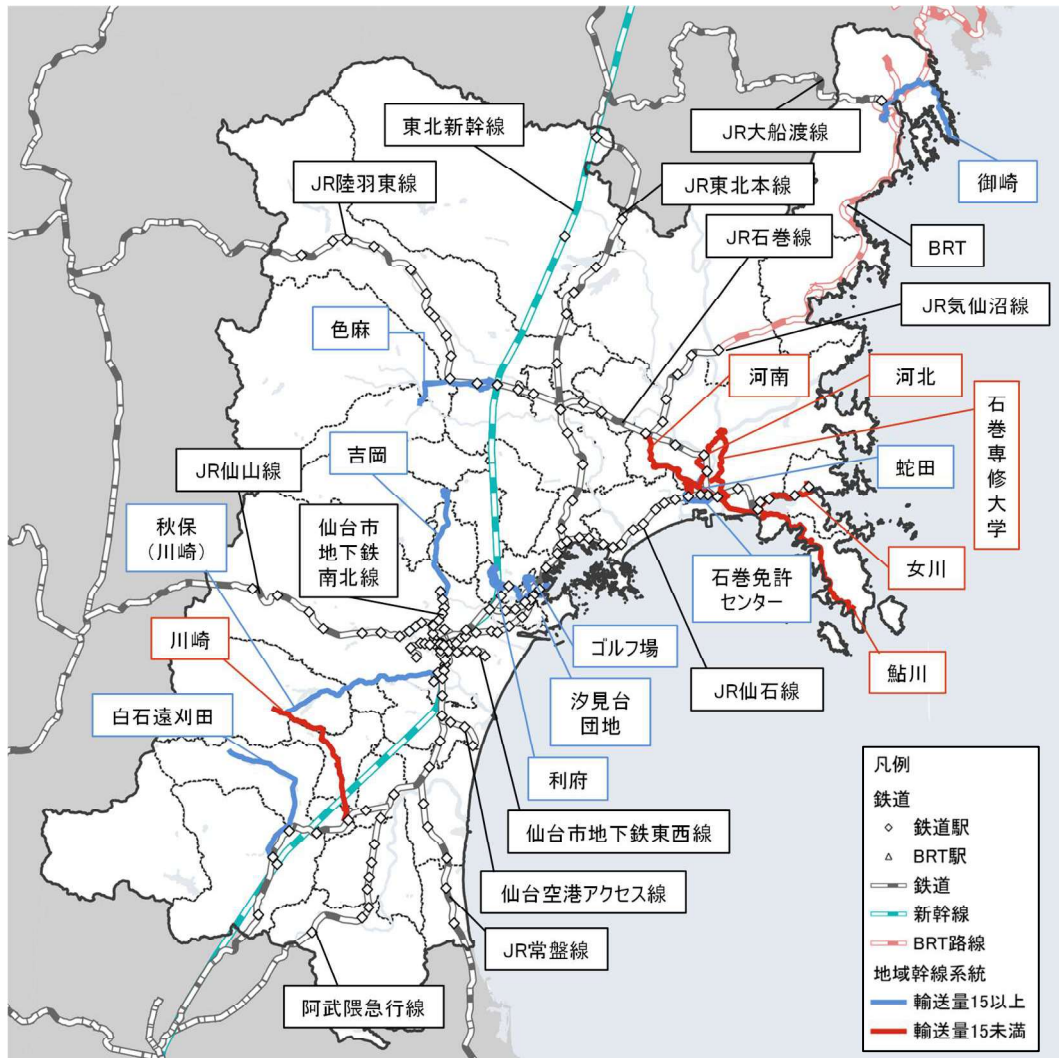 東北新幹線
JR大船渡線
JR陸羽東線
JR東北本線
御崎
JR石巻線
BRT
JR気仙沼線
色麻
河南
河北
石巻専修大学
吉岡
蛇田
JR仙山線
秋保
(川崎)
仙台市
地下鉄
南北線
石巻免許
センター
女川
川崎
ゴルフ場
鮎川
白石遠刈田
汐見台
団地
JR仙石線
利府
仙台市地下鉄東西線
仙台空港アクセス線
JR常盤線
阿武隈急行線
凡例
鉄道
鉄道駅
BRT駅
鉄道
新幹線
BRT路線
地域幹線系統
輸送量15以上
輸送量15未満